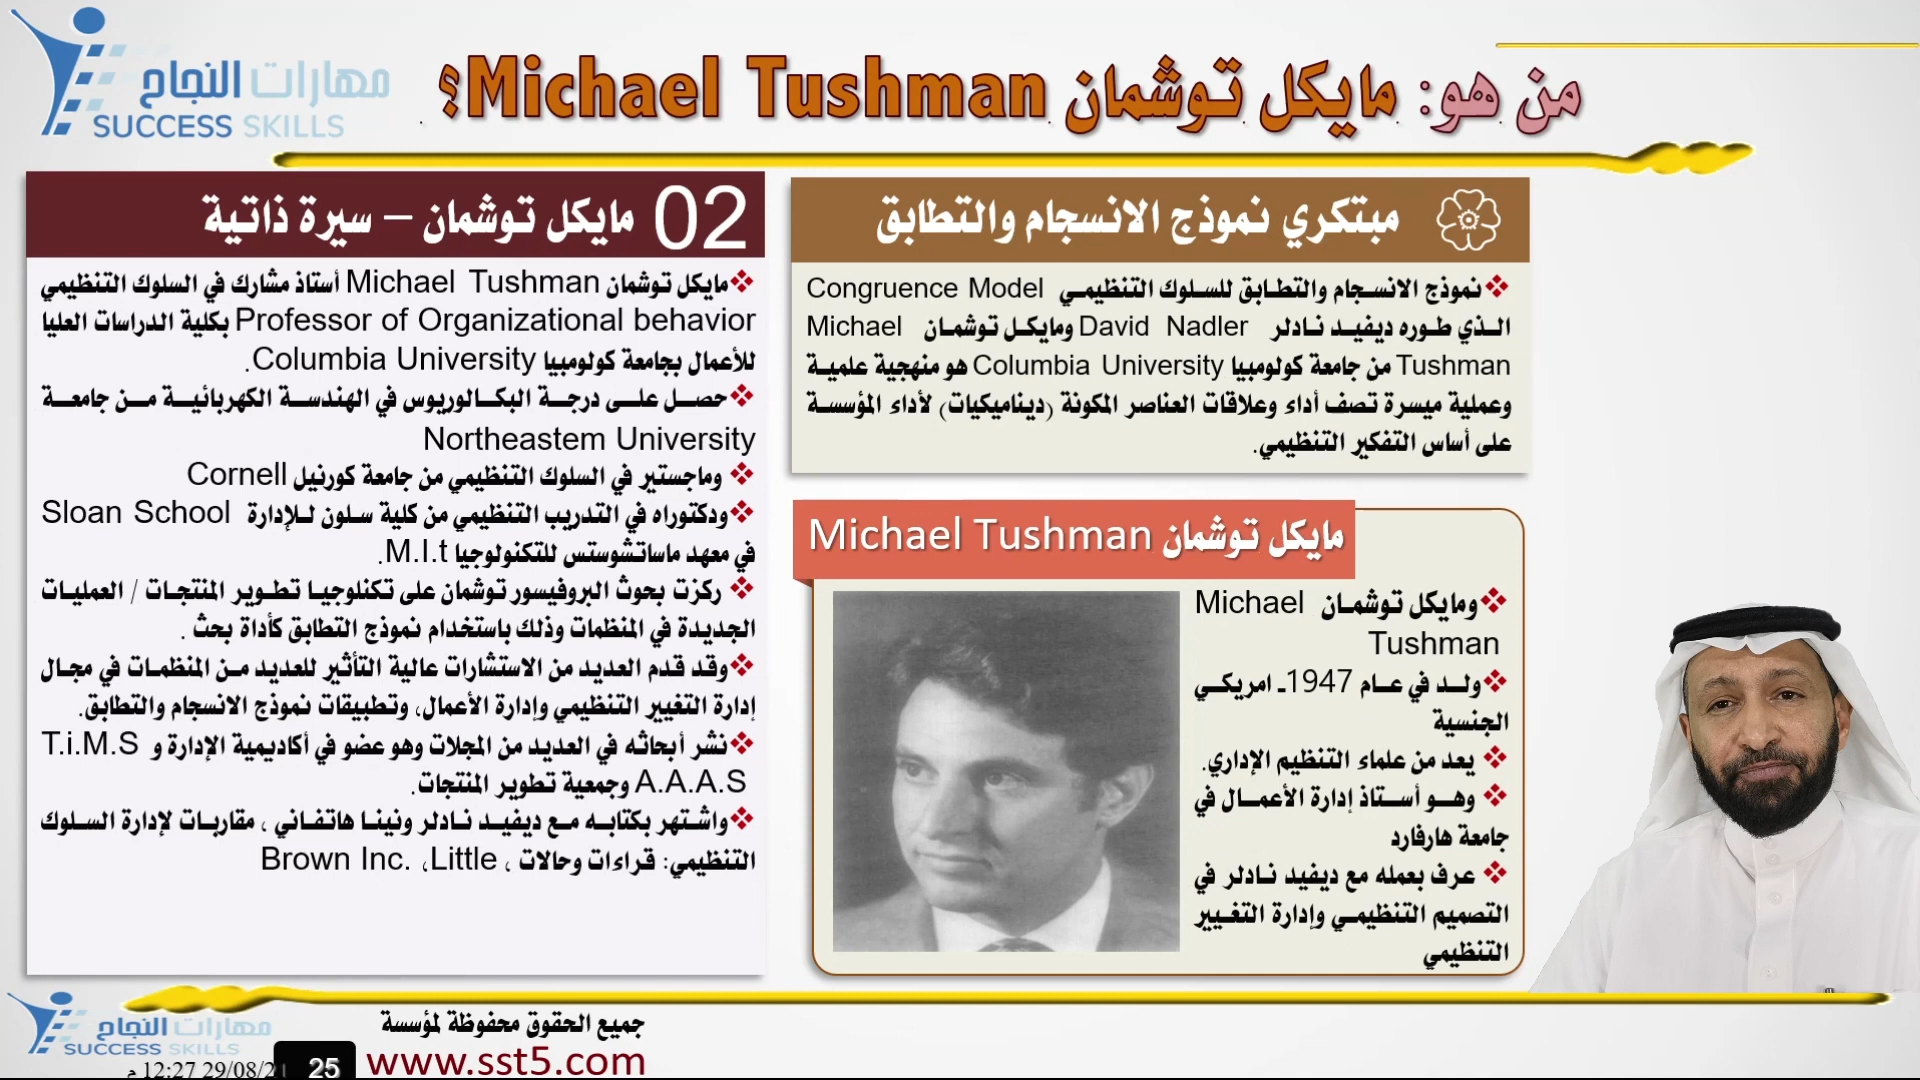 مهارات النجاح
SUCCESS SKILLS
من هو: مايكل توشمان Michael Tushman؟
مبتكري نموذج الانسجام والتطابق
❖نموذج الانسجام والتطابق للسلوك التنظيمي Congruence Model
الذي طوره ديفيد نادلر David Nadler ومايكل توشمان Michael
Tushman من جامعة كولومبيا Columbia University هو منهجية علمية
وعملية ميسرة تصف أداء وعلاقات العناصر المكونة (ديناميكيات) لأداء المؤسسة
على أساس التفكير التنظيمي.
مايكل توشمان Michael Tushman
❖ومايكل توشمان Michael
Tushman
❖ولد في عام 1947ـ امريكي
الجنسية
❖ يعد من علماء التنظيم الإداري.
❖ وهو أستاذ إدارة الأعمال في
جامعة هارفارد
❖ عرف بعمله مع ديفيد نادلر في
التصميم التنظيمي وإدارة التغيير
التنظيمي
02 مايكل توشمان – سيرة ذاتية
❖مايكل توشمان Michael Tushman أستاذ مشارك في السلوك التنظيمي
Professor of Organizational behavior بكلية الدراسات العليا
للأعمال بجامعة كولومبيا Columbia University.
❖حصل على درجة البكالوريوس في الهندسة الكهربائية من جامعة
Northeastem University
❖ وماجستير في السلوك التنظيمي من جامعة كورنيل Cornell
❖ودكتوراه في التدريب التنظيمي من كلية سلون للإدارة Sloan School
في معهد ماساتشوستس للتكنولوجيا M.I.t.
❖ ركزت بحوث البروفيسور توشمان على تكنلوجيا تطوير المنتجات / العمليات
الجديدة في المنظمات وذلك باستخدام نموذج التطابق كأداة بحث .
❖وقد قدم العديد من الاستشارات عالية التأثير للعديد من المنظمات في مجال
إدارة التغيير التنظيمي وإدارة الأعمال، وتطبيقات نموذج الانسجام والتطابق.
❖نشر أبحاثه في العديد من المجلات وهو عضو في أكاديمية الإدارة و T.i.M.S
A.A.A.S وجمعية تطوير المنتجات.
❖واشتهر بكتابه مع ديفيد نادلر ونينا هاتفاني ، مقاربات لإدارة السلوك
التنظيمي: قراءات وحالات ، Little، Brown Inc.
مهارات النجاح
SUCCESS SKILLS
جميع الحقوق محفوظة لمؤسسة
www.sst5.com
25
12:27 م